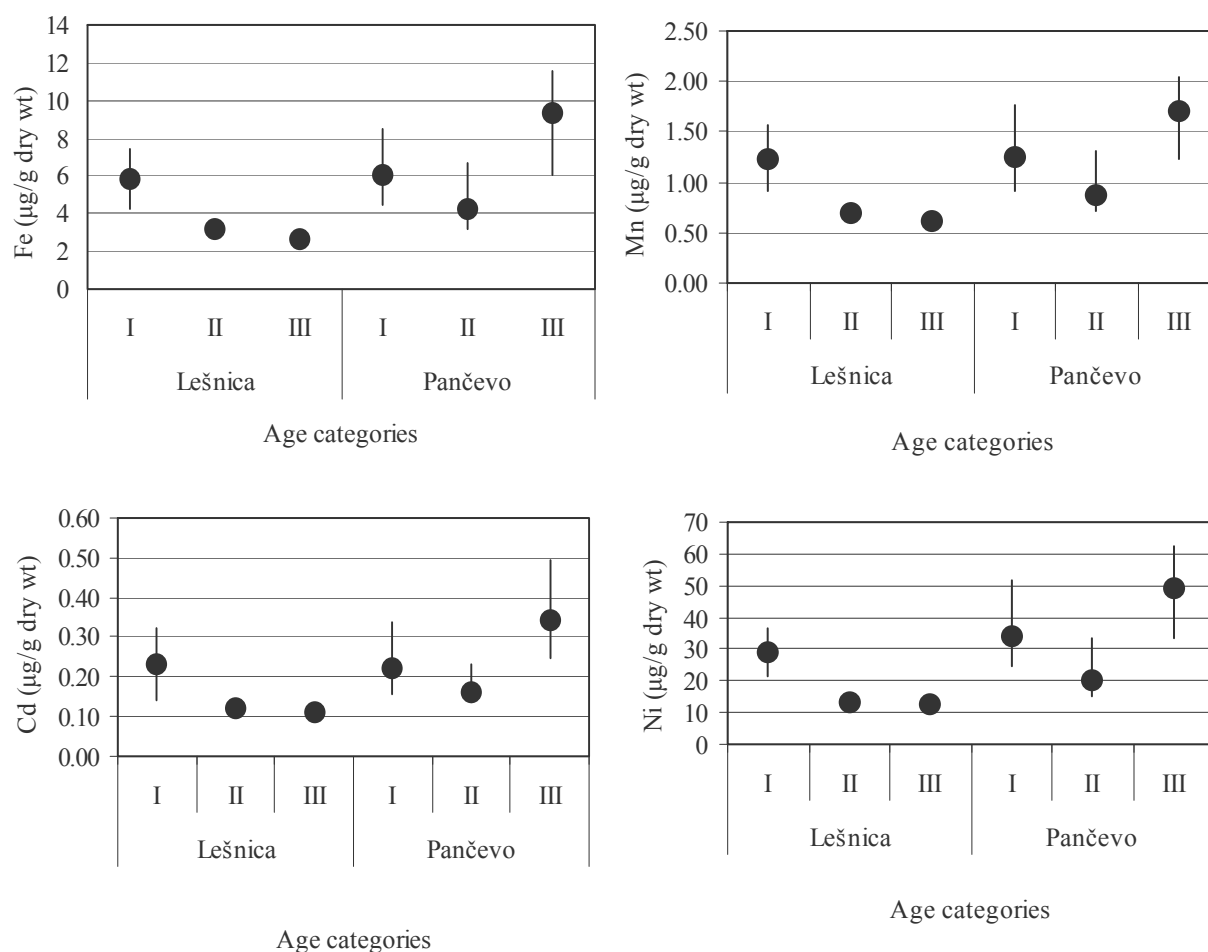 Fe (µg/g dry wt)
14
12
10
8
6
4
2
0
I II III I II III
Lešnica Pančevo
Age categories
Mn (µg/g dry wt)
2.50
2.00
1.50
1.00
0.50
0.00
I II III I II III
Lešnica Pančevo
Age categories
Cd (µg/g dry wt)
0.60
0.50
0.40
0.30
0.20
0.10
0.00
I II III I II III
Lešnica Pančevo
Age categories
Ni (µg/g dry wt)
70
60
50
40
30
20
10
0
I II III I II III
Lešnica Pančevo
Age categories